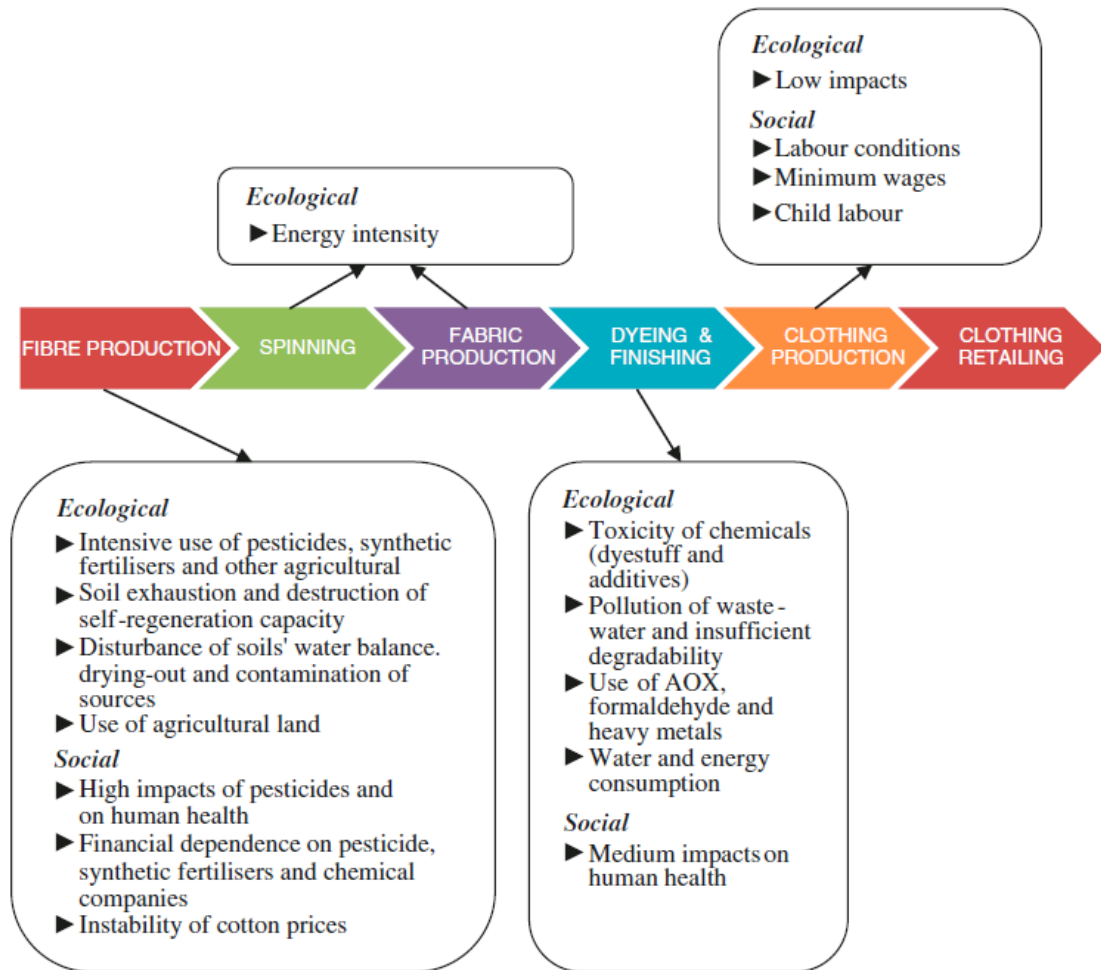 Ecological
►Low impacts
Social
►Labour conditions
►Minimum wages
►Child labour
Ecological
►Energy intensity
FIBRE PRODUCTION
SPINNING
FABRIC
PRODUCTION
DYEING & 
FINISHING
CLOTHING
PRODUCTION
CLOTHING
RETAILING
Ecological
►Intensive use of pesticides, synthetic
fertilisers and other agricultural
►Soil exhaustion and destruction of
self-regeneration capacity
►Disturbance of soils' water balance.
drying-out and contamination of
sources
►Use of agricultural land
Social
►High impacts of pesticides and
on human health
►Financial dependence on pesticide,
synthetic fertilisers and chemical
companies
►Instability of cotton prices
Ecological
►Toxicity of chemicals
(dyestuff and
additives)
►Pollution of waste-
water and insufficient
degradability
►Use of AOX,
formaldehyde and
heavy metals
►Water and energy
consumption
Social
►Medium impacts on
human health